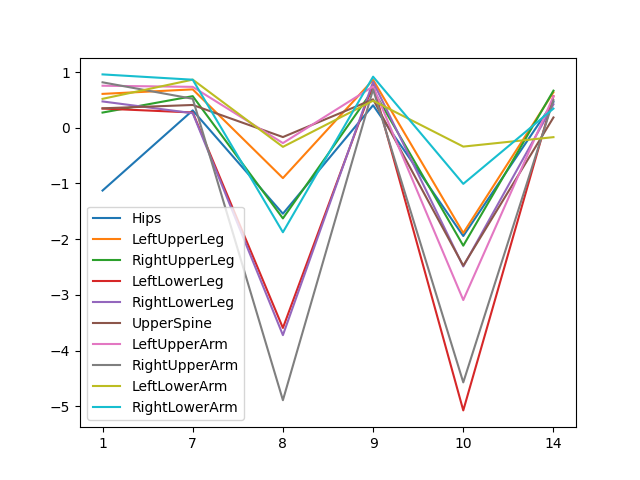 1
0
−1
−2
−3
−4
−5
Hips
LeftUpperLeg
RightUpperLeg
LeftLowerLeg
RightLowerLeg
UpperSpine
LeftUpperArm
RightUpperArm
LeftLowerArm
RightLowerArm
1 7 8 9 10 14